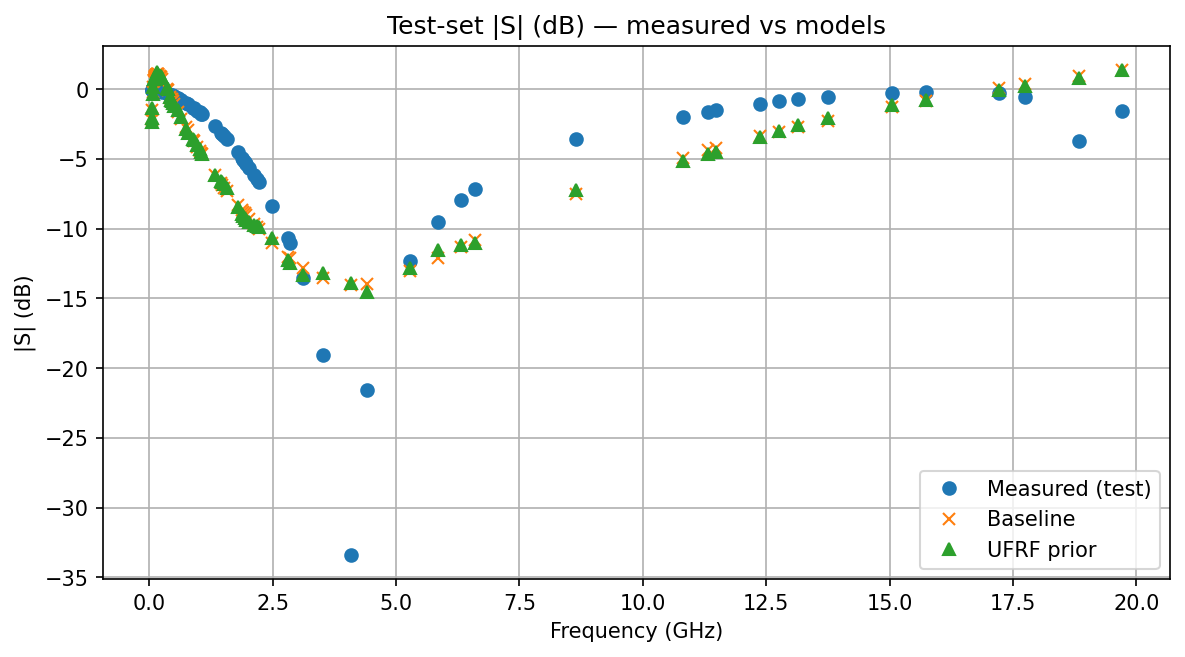 Test-set |S| (dB) — measured vs models
|S| (dB)
0
−5
−10
−15
−20
−25
−30
−35
0.0 2.5 5.0 7.5 10.0 12.5 15.0 17.5 20.0
Frequency (GHz)
Measured (test)
Baseline
UFRF prior